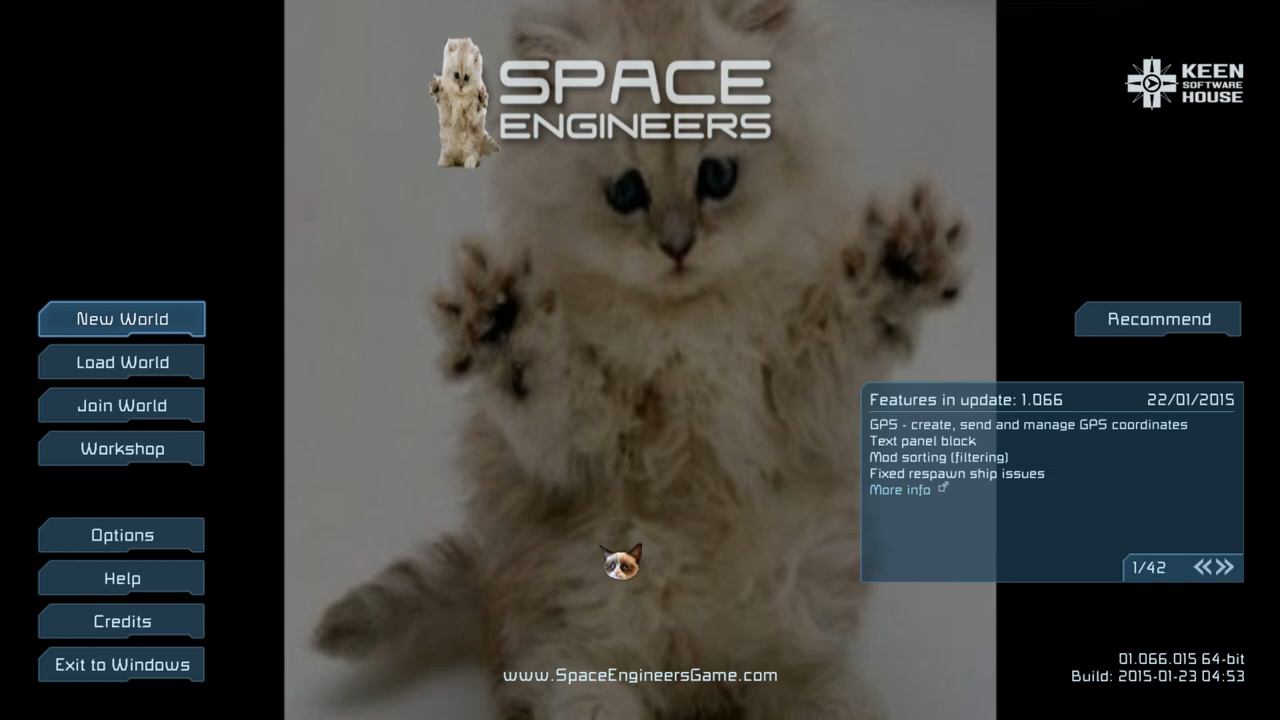 SPACE
ENGINEERS
KEEN
SOFTWARE
HOUSE
New World
Load World
Join World
Workshop
Options
Help
Credits
Exit to Windows
Recommend
Features in update: 1.066 22/01/2015
GPS - create, send and manage GPS coordinates
Text panel block
Mod sorting (filtering)
Fixed respawn ship issues
More info
1/42
www.SpaceEngineersGame.com
01.066.015 64-bit
Build: 2015-01-23 04:53